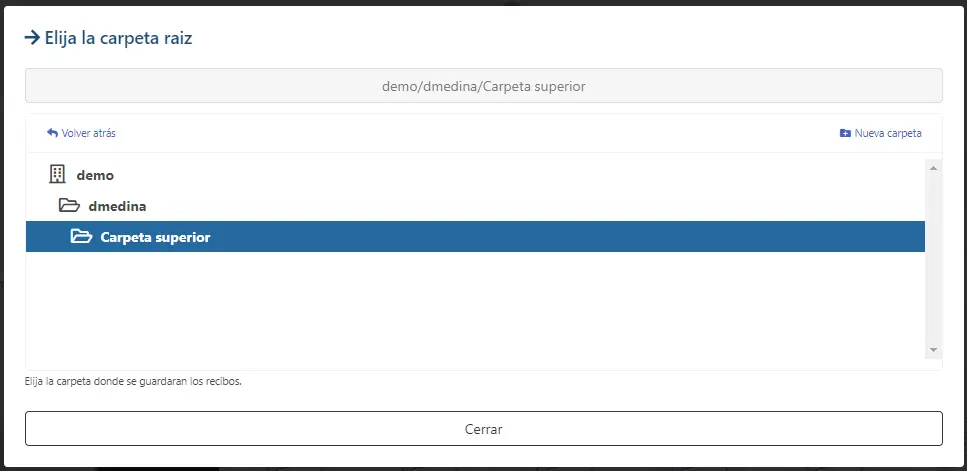 Elija la carpeta raiz
demo/dmedina/Carpeta superior
Volver atrás
Nueva carpeta
demo
dmedina
Carpeta superior
Elija la carpeta donde se guardaran los recibos.
Cerrar